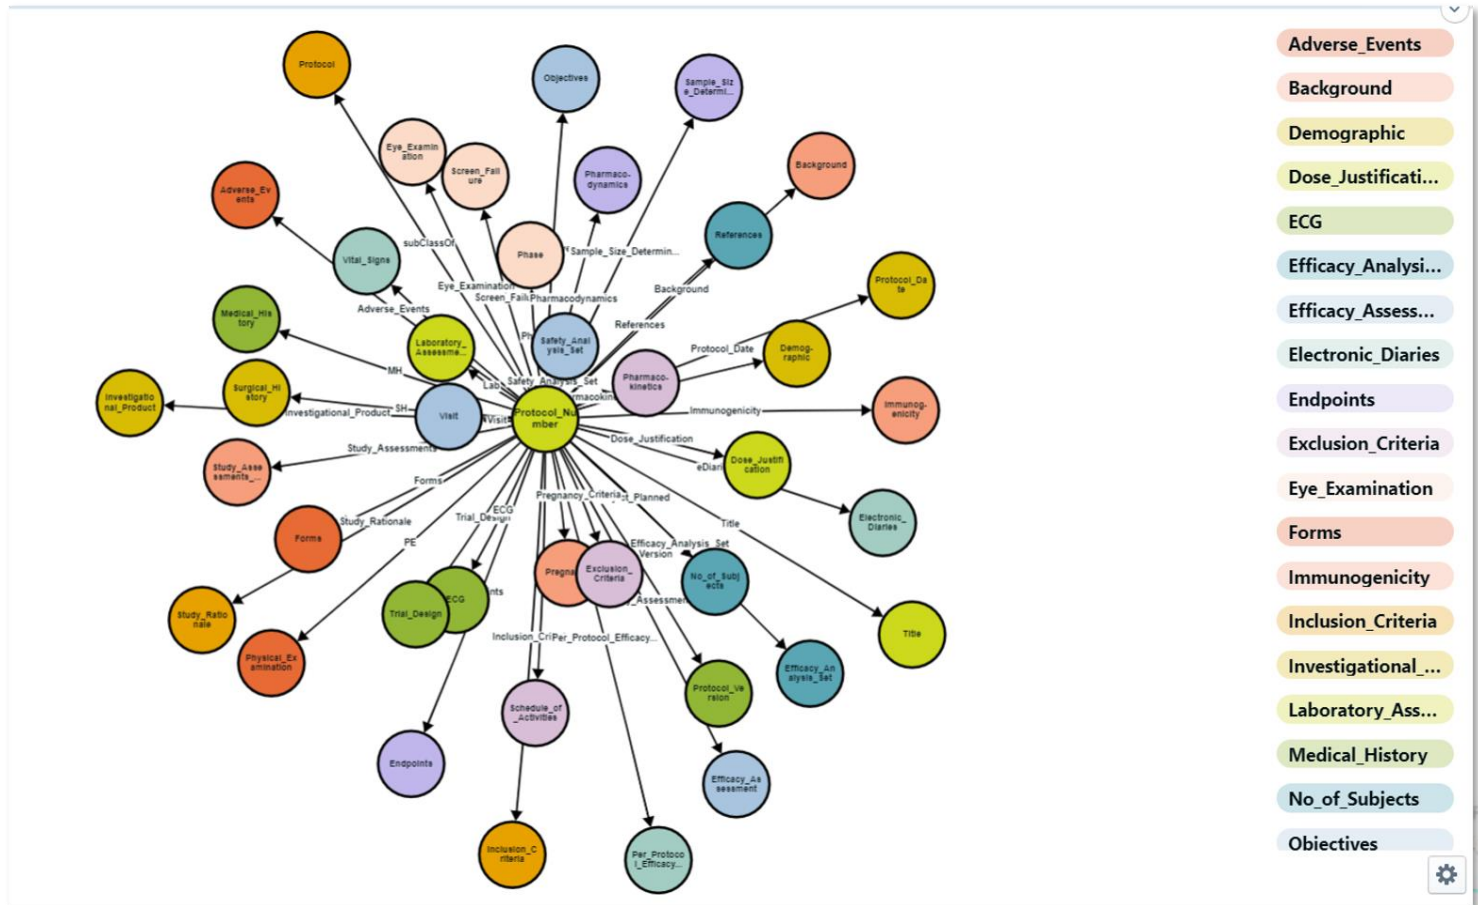 Protocol
Objectives
Sample_Siz
e_Determi...
Eye_Examin
ation
Screen_Fail
ure
Pharmaco-
dynamics
Background
Adverse_Ev
ents
References
Vital_Signs
subClassOf
Phase
Sample_Size_Determin...
Eye_Examination
Screen_Fail
Pharmacodynamics
Background
Protocol_Da
te
Adverse_Events
Medical_His
tory
References
Laboratory_
Assessme...
Safety_Anal
ysis_Set
Protocol_Date
Demog-
raphic
MH
Lab
Safety_Analysis_Set
Pharmaco-
kinetics
Investigatio
nal_Product
Surgical_Hi
story
Investigational_Product
SH
Visit
Visit
Protocol_Nu
mber
Immunogenicity
Immunog-
enicity
Study_Assessments
Dose_Justification
eDiari
Dose_Justifi
cation
Study_Asse
ssments_...
Forms
Pregnancy_Criteria
t_Planned
Electronic_
Diaries
Forms
Study_Rationale
ECG
Trial_Design
Title
PE
Efficacy_Analysis_Set
Version
Pregna
Exclusion_
Criteria
No_of_Subj
ects
Trial_Design
ECG
nts
_Assessmen
Study_Ratio
nale
Inclusion_Cri
Per_Protocol_Efficacy...
Title
Physical_Ex
amination
Efficacy_An
alysis_Set
Schedule_of
_Activities
Protocol_Ve
rsion
Endpoints
Efficacy_As
sessment
Inclusion_C
riteria
Per_Protoco
l_Efficacy...
Adverse_Events
Background
Demographic
Dose_Justificati...
ECG
Efficacy_Analysi...
Efficacy_Assess...
Electronic_Diaries
Endpoints
Exclusion_Criteria
Eye_Examination
Forms
Immunogenicity
Inclusion_Criteria
Investigational_...
Laboratory_Ass...
Medical_History
No_of_Subjects
Objectives